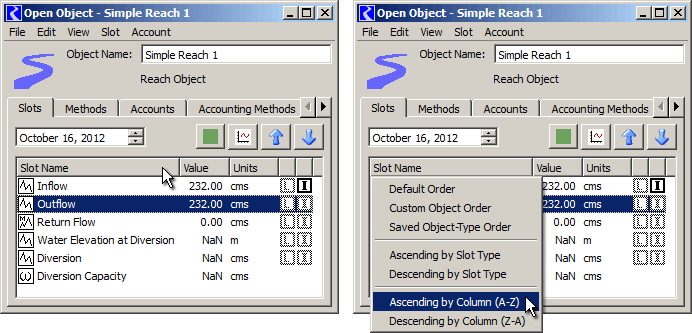 Open Object - Simple Reach 1
File Edit View Slot Account
Object Name: Simple Reach 1
Reach Object
Slots Methods Accounts Accounting Methods
October 16, 2012
Slot Name Value Units
Inflow 232.00 cms L I
Outflow 232.00 cms L I
Return Flow 0.00 cms L I
Water Elevation at Diversion NaN m L I
Diversion NaN cms L I
Diversion Capacity NaN cms
Open Object - Simple Reach 1
File Edit View Slot Account
Object Name: Simple Reach 1
Reach Object
Slots Methods Accounts Accounting Methods
October 16, 2012
Slot Name Value Units
232.00 cms L I
232.00 cms L I
0.00 cms L I
NaN m L I
NaN cms L I
NaN cms
Default Order
Custom Object Order
Saved Object-Type Order
Ascending by Slot Type
Descending by Slot Type
Ascending by Column (A-Z)
Descending by Column (Z-A)